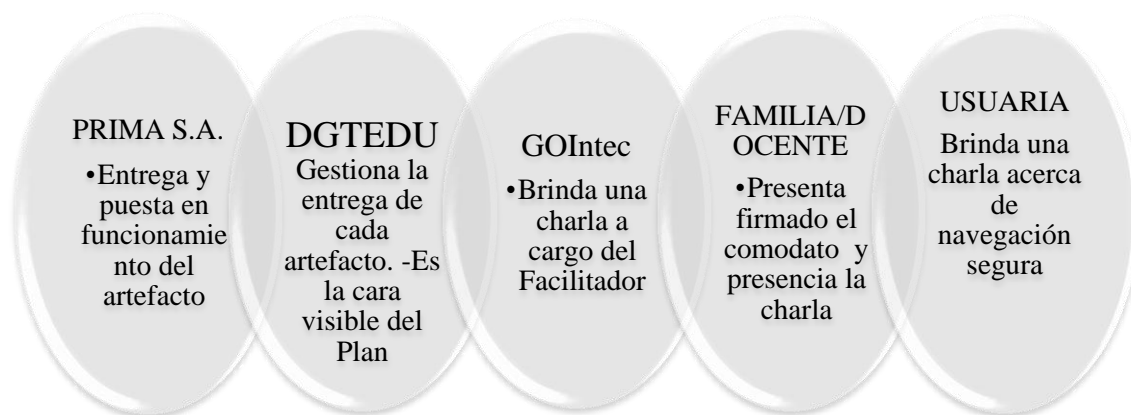 PRIMA S.A.
•Entrega y
puesta en
funcionamie
nto del
artefacto
DGTEDU
Gestiona la
entrega de
cada
artefacto. -Es
la cara
visible del
Plan
GOIntec
•Brinda una
charla a
cargo del
Facilitador
FAMILIA/D
OCENTE
•Presenta
firmado el
comodato y
presencia la
charla
USUARIA
Brinda una
charla acerca
de
navegación
segura